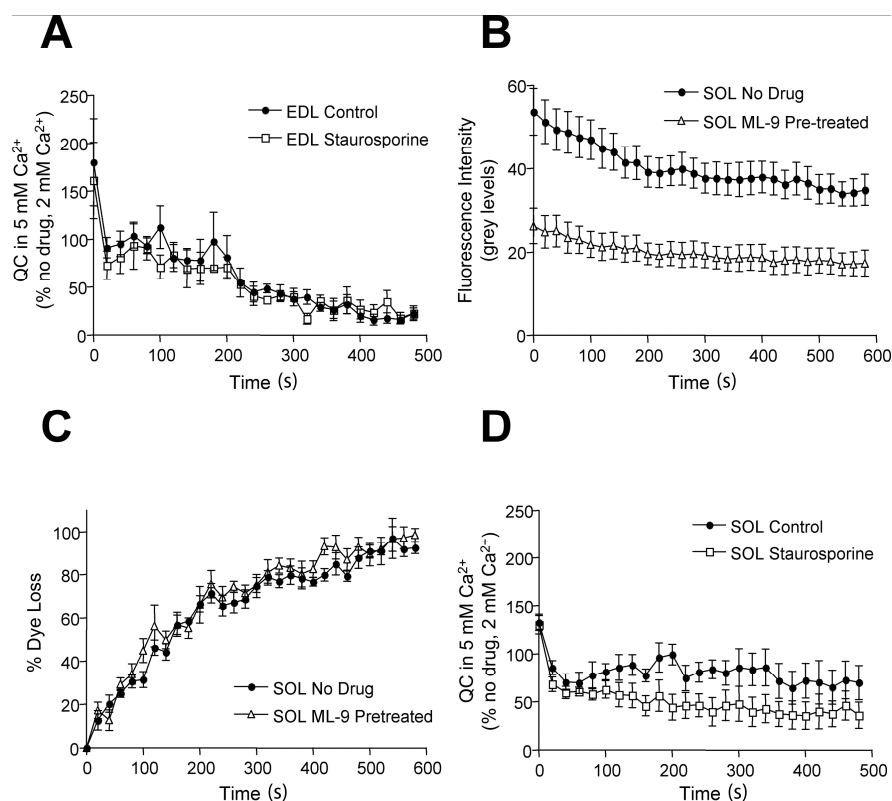 A
250
200
150
100
50
0
QC in 5 mM Ca2+
(% no drug, 2 mM Ca2+)
EDL Control
EDL Staurosporine
0 100 200 300 400 500
Time (s)
B
60
40
20
0
Fluorescence Intensity
(grey levels)
SOL No Drug
SOL ML-9 Pre-treated
0 100 200 300 400 500 600
Time (s)
C
100
80
60
40
20
0
% Dye Loss
SOL No Drug
SOL ML-9 Pretreated
0 100 200 300 400 500 600
Time (s)
D
250
200
150
100
50
0
QC in 5 mM Ca2+
(% no drug, 2 mM Ca2−)
SOL Control
SOL Staurosporine
0 100 200 300 400 500
Time (s)